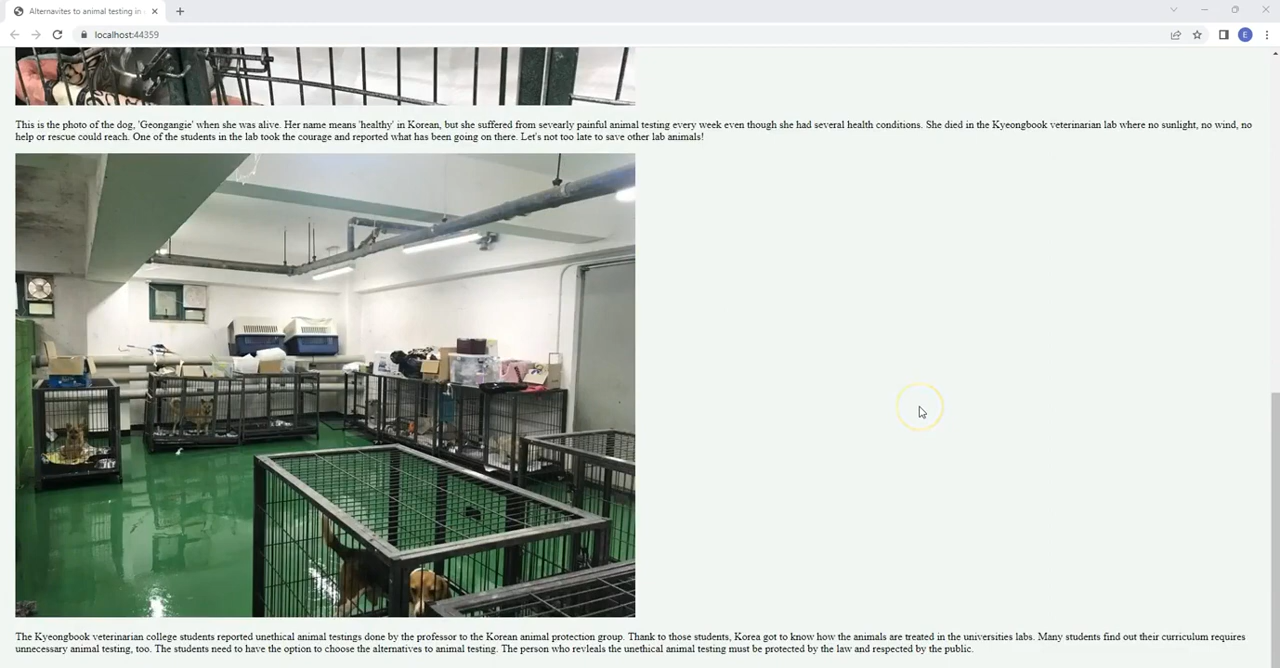 Alternavites to animal testing in
localhost:44359
E
This is the photo of the dog, 'Geongangie' when she was alive. Her name means 'healthy' in Korean, but she suffered from sevearly painful animal testing every week even though she had several health conditions. She died in the Kyeongbook veterinarian lab where no sunlight, no wind, no
help or rescue could reach. One of the students in the lab took the courage and reported what has been going on there. Let's not too late to save other lab animals!
The Kyeongbook veterinarian college students reported unethical animal testings done by the professor to the Korean animal protection group. Thank to those students, Korea got to know how the animals are treated in the universities labs. Many students find out their curriculum requires
unnecessary animal testing, too. The students need to have the option to choose the alternatives to animal testing. The person who revleals the unethical animal testing must be protected by the law and respected by the public.